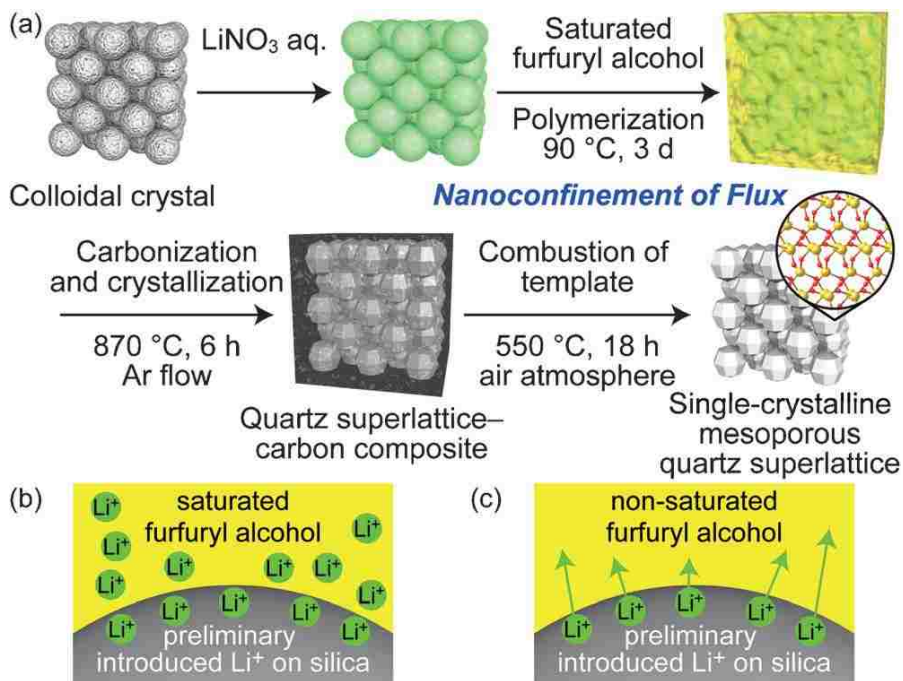 (a)
LiNO₃ aq.
Saturated
furfuryl alcohol
Polymerization
90 °C, 3 d
Colloidal crystal
Nanoconfinement of Flux
Carbonization
and crystallization
870 °C, 6 h
Ar flow
Combustion of
template
550 °C, 18 h
air atmosphere
Quartz superlattice–
carbon composite
Single-crystalline
mesoporous
quartz superlattice
(b)
saturated
furfuryl alcohol
Li⁺
Li⁺
Li⁺
Li⁺
Li⁺
Li⁺
Li⁺
Li⁺
Li⁺
Li⁺
Li⁺
Li⁺
Li⁺
preliminary
introduced Li⁺ on silica
(c)
non-saturated
furfuryl alcohol
Li⁺
Li⁺
Li⁺
Li⁺
Li⁺
preliminary
introduced Li⁺ on silica